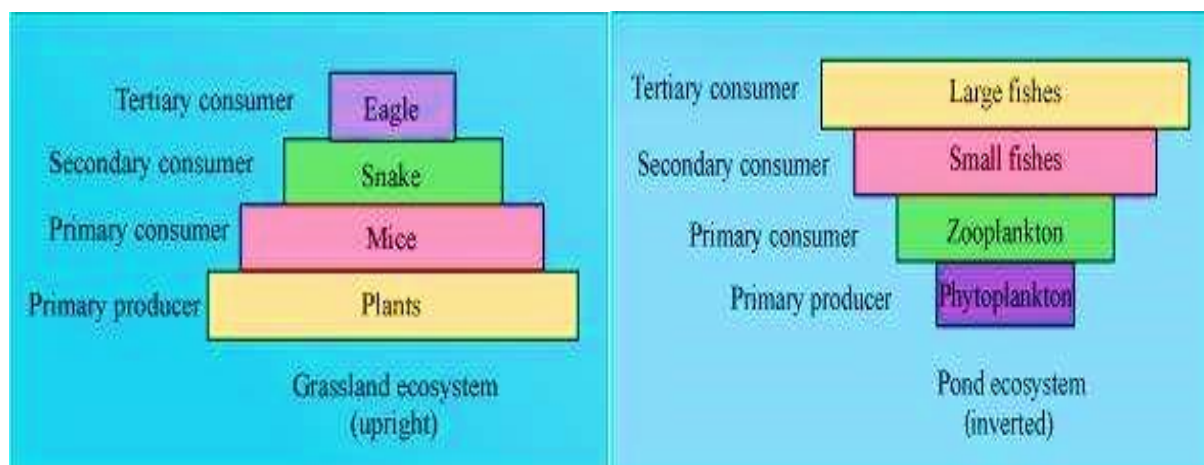 Tertiary consumer
Eagle
Secondary consumer
Snake
Primary consumer
Mice
Primary producer
Plants
Grassland ecosystem
(upright)
Tertiary consumer
Large fishes
Secondary consumer
Small fishes
Primary consumer
Zooplankton
Primary producer
Phytoplankton
Pond ecosystem
(inverted)